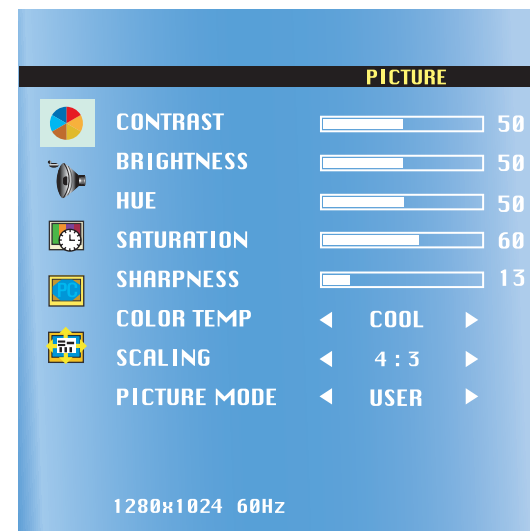 PICTURE
CONTRAST 50
BRIGHTNESS 50
HUE 50
SATURATION 60
SHARPNESS 13
COLOR TEMP COOL
SCALING 4:3
PC
PICTURE MODE USER
1280x1024 60Hz